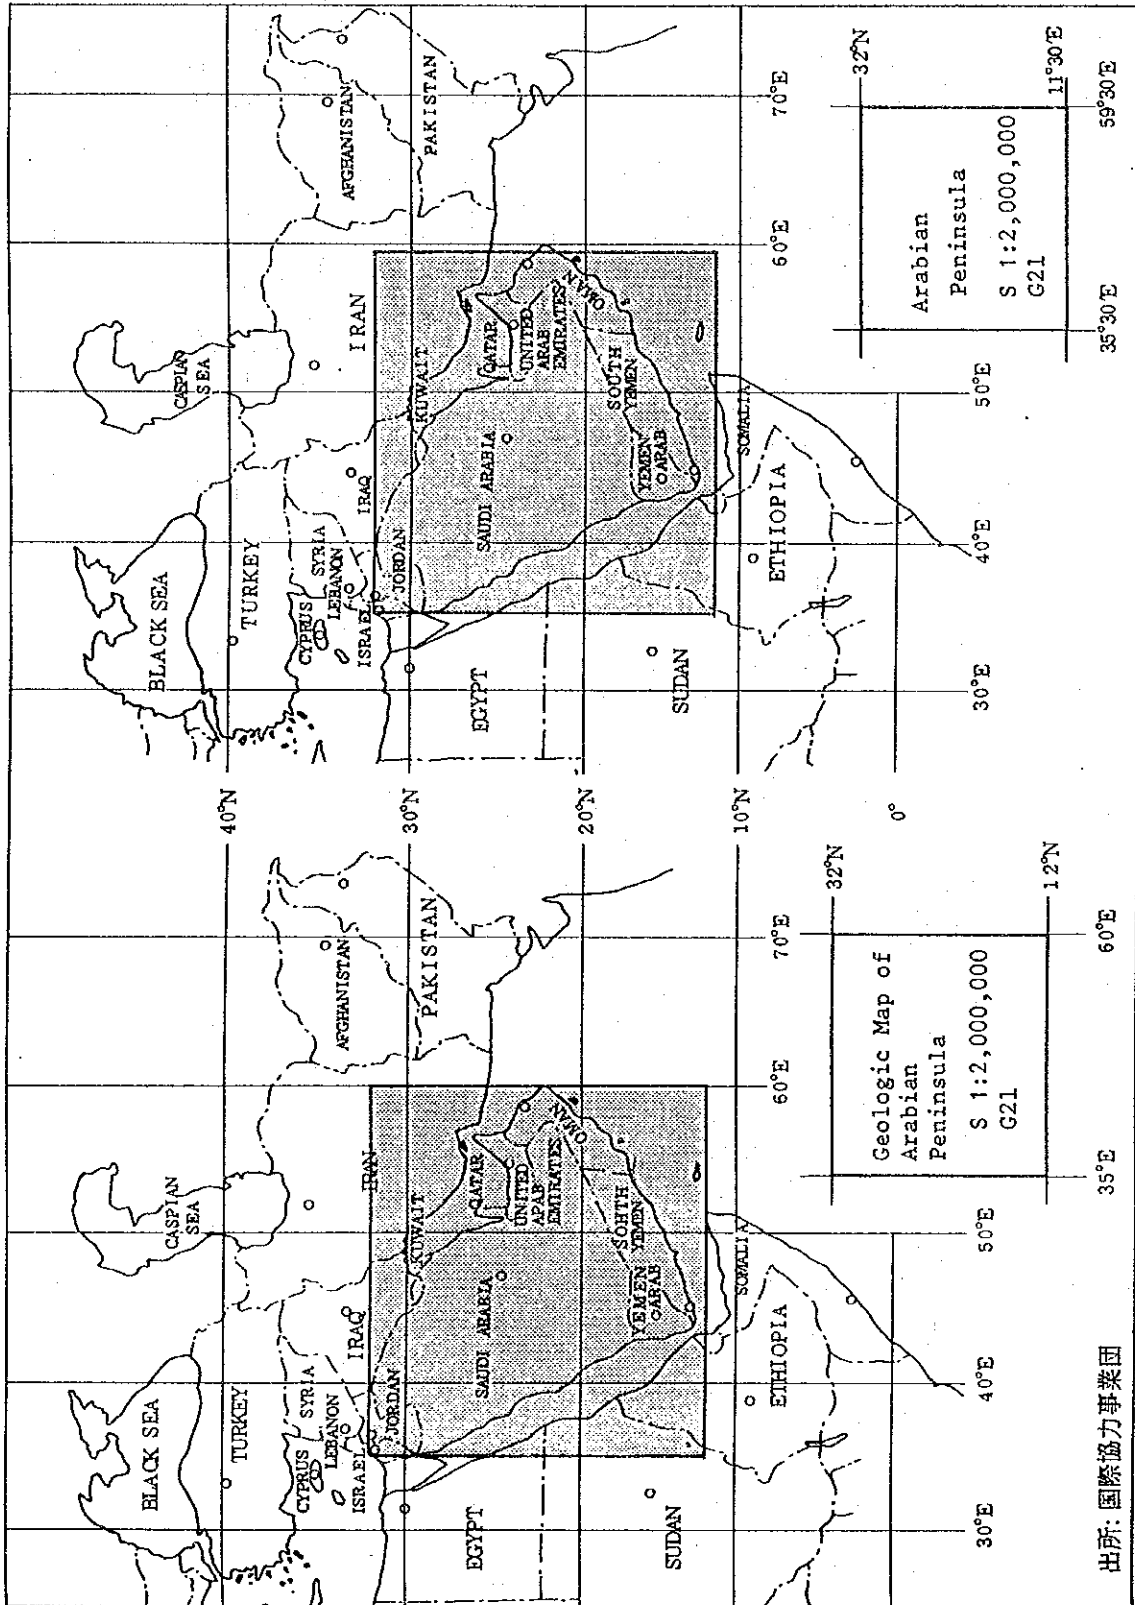 BLACK SEA
CASPIAN
SEA
TURKEY
CYPRUS
SYRIA
LEBANON
ISRAEL
IRAQ
IRAN
AFGHANISTAN
JORDAN
KUWAIT
PAKISTAN
EGYPT
SAUDI ARABIA
QATAR
UNITED
APAB
EMIRATES
OMAN
SOHTH
YEMEN
YEMEN
GARAB
SUDAN
SOMALIA
ETHIOPIA
30°E
40°E
50°E
60°E
70°E
Geologic Map of
Arabian
Peninsula
S 1:2,000,000
G21
32°N
12°N
35°E
60°E
40°N
30°N
20°N
10°N
0°
BLACK SEA
CASPIAN
SEA
TURKEY
CYPRUS
SYRIA
LEBANON
ISRAEL
IRAQ
IRAN
AFGHANISTAN
JORDAN
KUWAIT
PAKISTAN
EGYPT
SAUDI ARABIA
QATAR
UNITED
ARAB
EMIRATES
OMAN
SOUTH
YEMEN
YEMEN
CARAB
SUDAN
SOMALIA
ETHIOPIA
30°E
40°E
50°E
60°E
70°E
Arabian
Peninsula
S 1:2,000,000
G21
32°N
11°30'E
35°30'E
59°30'E
出所: 国際協力事業団